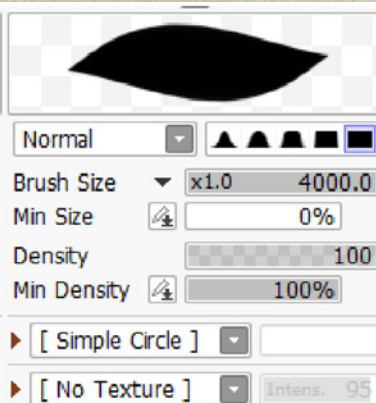 Normal
Brush Size x1.0 4000.0
Min Size 0%
Density 100
Min Density 100%
[ Simple Circle ]
[ No Texture ] Intens. 95